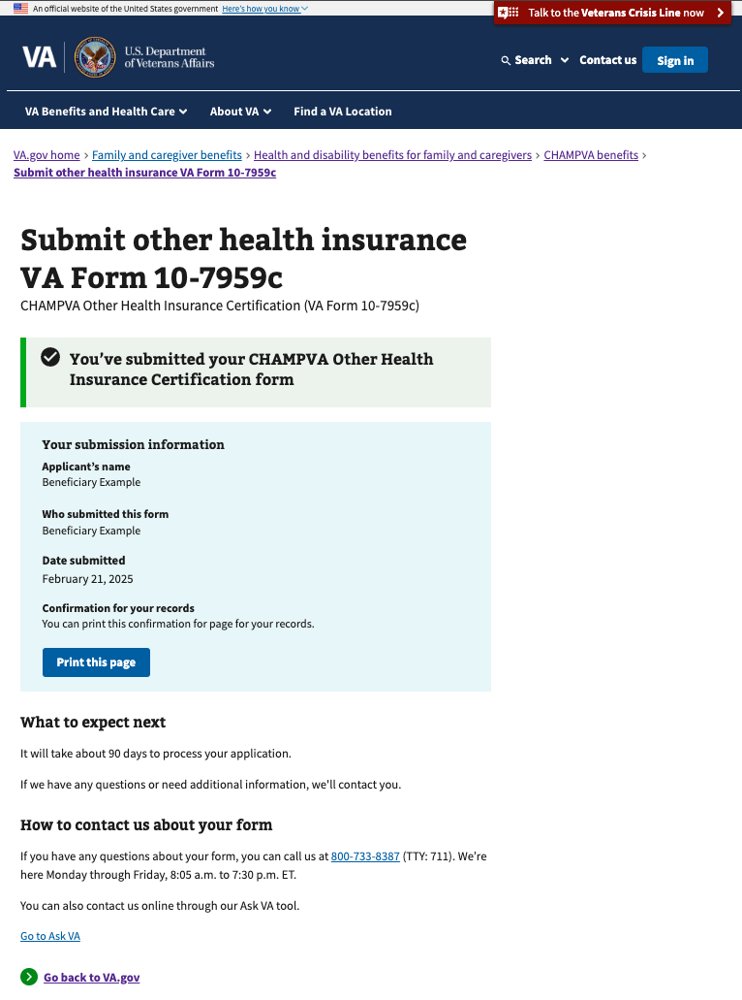 An official website of the United States government Here's how you know
Talk to the Veterans Crisis Line now
VA U.S. Department
of Veterans Affairs
Search Contact us Sign in
VA Benefits and Health Care About VA Find a VA Location
VA.gov home › Family and caregiver benefits › Health and disability benefits for family and caregivers › CHAMPVA benefits ›
Submit other health insurance VA Form 10-7959c
Submit other health insurance
VA Form 10-7959c
CHAMPVA Other Health Insurance Certification (VA Form 10-7959c)
You’ve submitted your CHAMPVA Other Health
Insurance Certification form
Your submission information
Applicant’s name
Beneficiary Example
Who submitted this form
Beneficiary Example
Date submitted
February 21, 2025
Confirmation for your records
You can print this confirmation for page for your records.
Print this page
What to expect next
It will take about 90 days to process your application.
If we have any questions or need additional information, we'll contact you.
How to contact us about your form
If you have any questions about your form, you can call us at 800-733-8387 (TTY: 711). We’re
here Monday through Friday, 8:05 a.m. to 7:30 p.m. ET.
You can also contact us online through our Ask VA tool.
Go to Ask VA
Go back to VA.gov